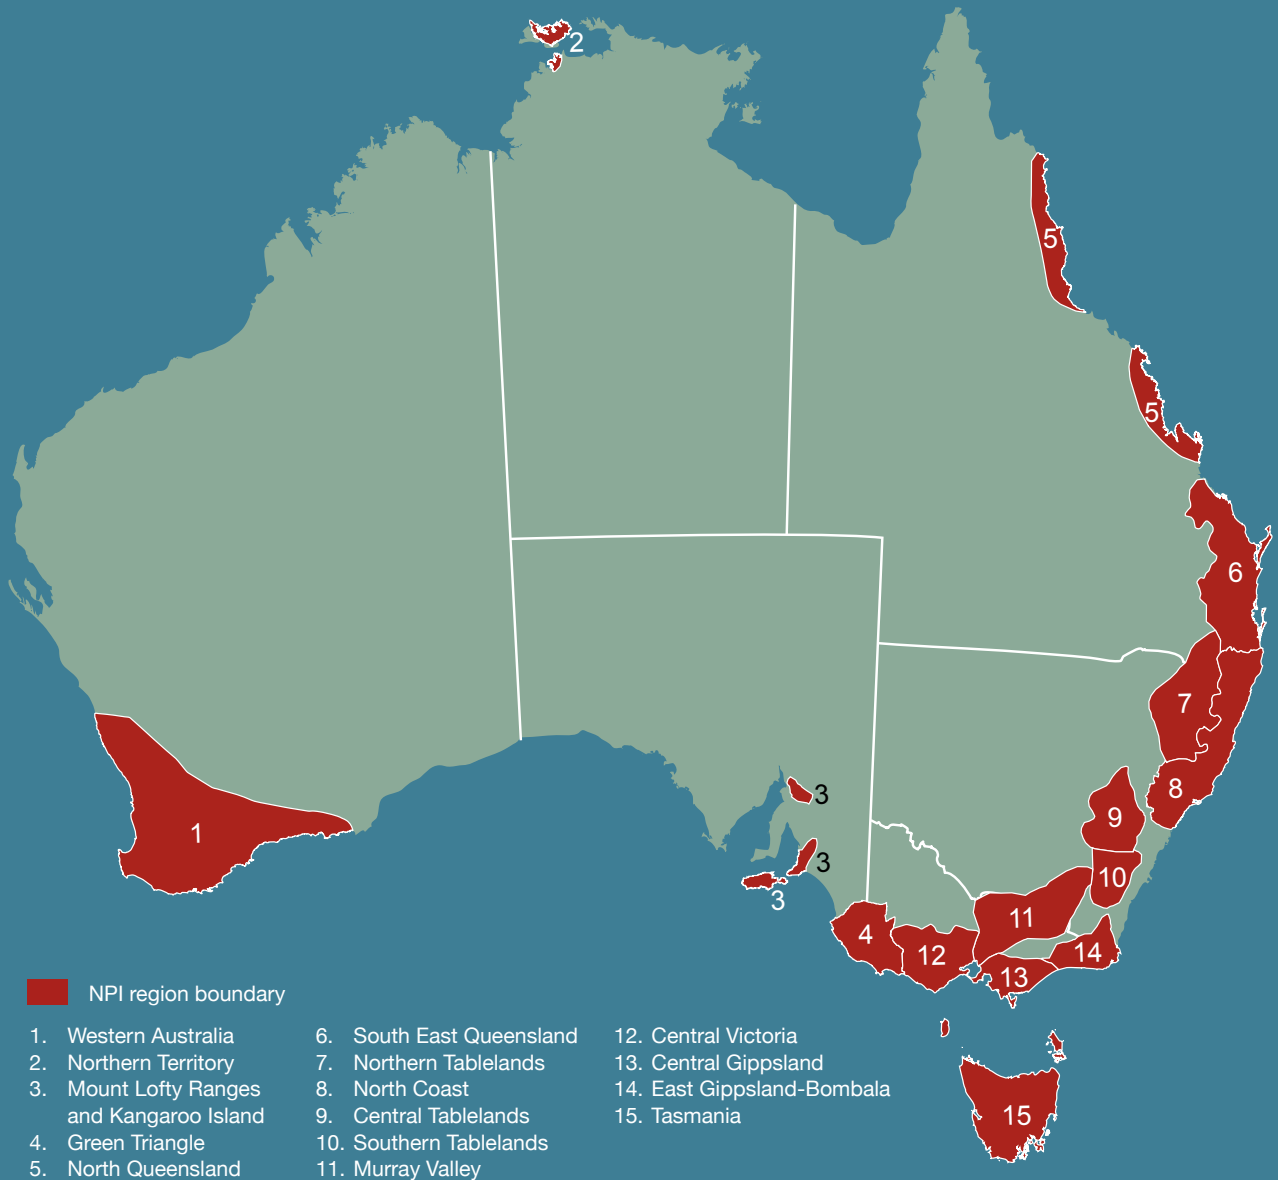 2
5
5
6
7
3
8
1
9
3
10
3
11
4
12
14
13
NPI region boundary
1. Western Australia
2. Northern Territory
3. Mount Lofty Ranges
and Kangaroo Island
4. Green Triangle
5. North Queensland
6. South East Queensland
7. Northern Tablelands
8. North Coast
9. Central Tablelands
10. Southern Tablelands
11. Murray Valley
12. Central Victoria
13. Central Gippsland
14. East Gippsland-Bombala
15. Tasmania
15